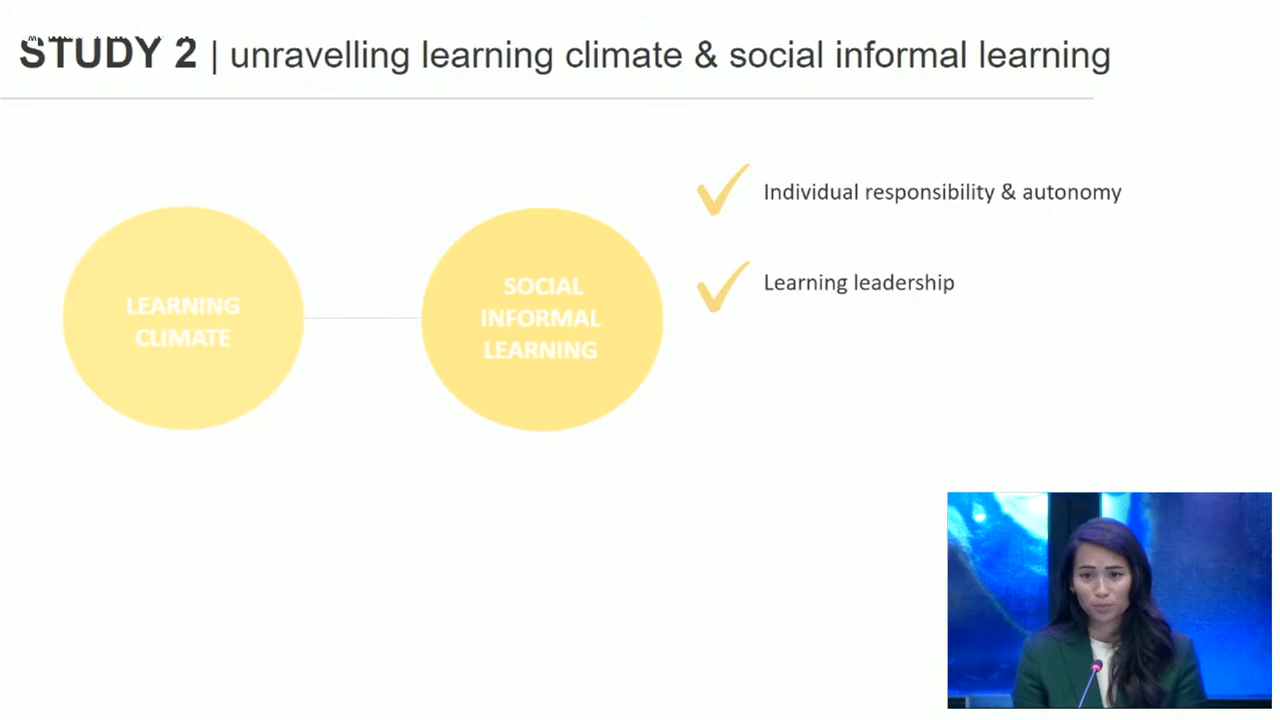 STUDY 2 | unravelling learning climate & social informal learning
Individual responsibility & autonomy
Learning leadership
LEARNING
CLIMATE
SOCIAL
INFORMAL
LEARNING